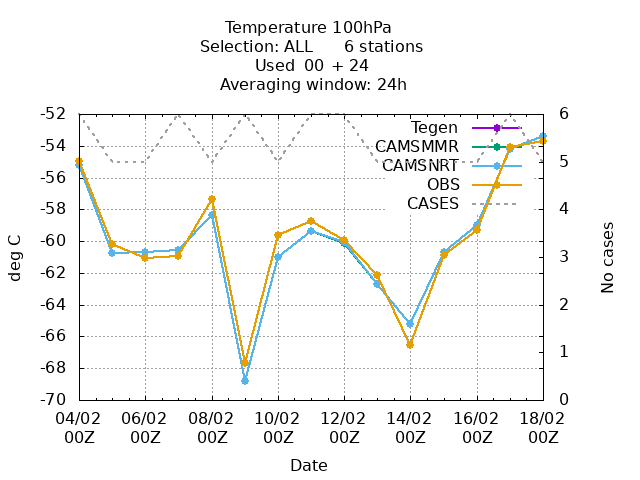 Temperature 100hPa
Selection: ALL 6 stations
Used 00 + 24
Averaging window: 24h
-52 6
-54
-56 5
-58
-60 4
-62 3
-64 2
-66
-68 1
-70 0
Tegen
CAMSMMR
CAMSNRT
OBS
CASES
deg C
No cases
04/02 06/02 08/02 10/02 12/02 14/02 16/02 18/02
00Z 00Z 00Z 00Z 00Z 00Z 00Z 00Z
Date